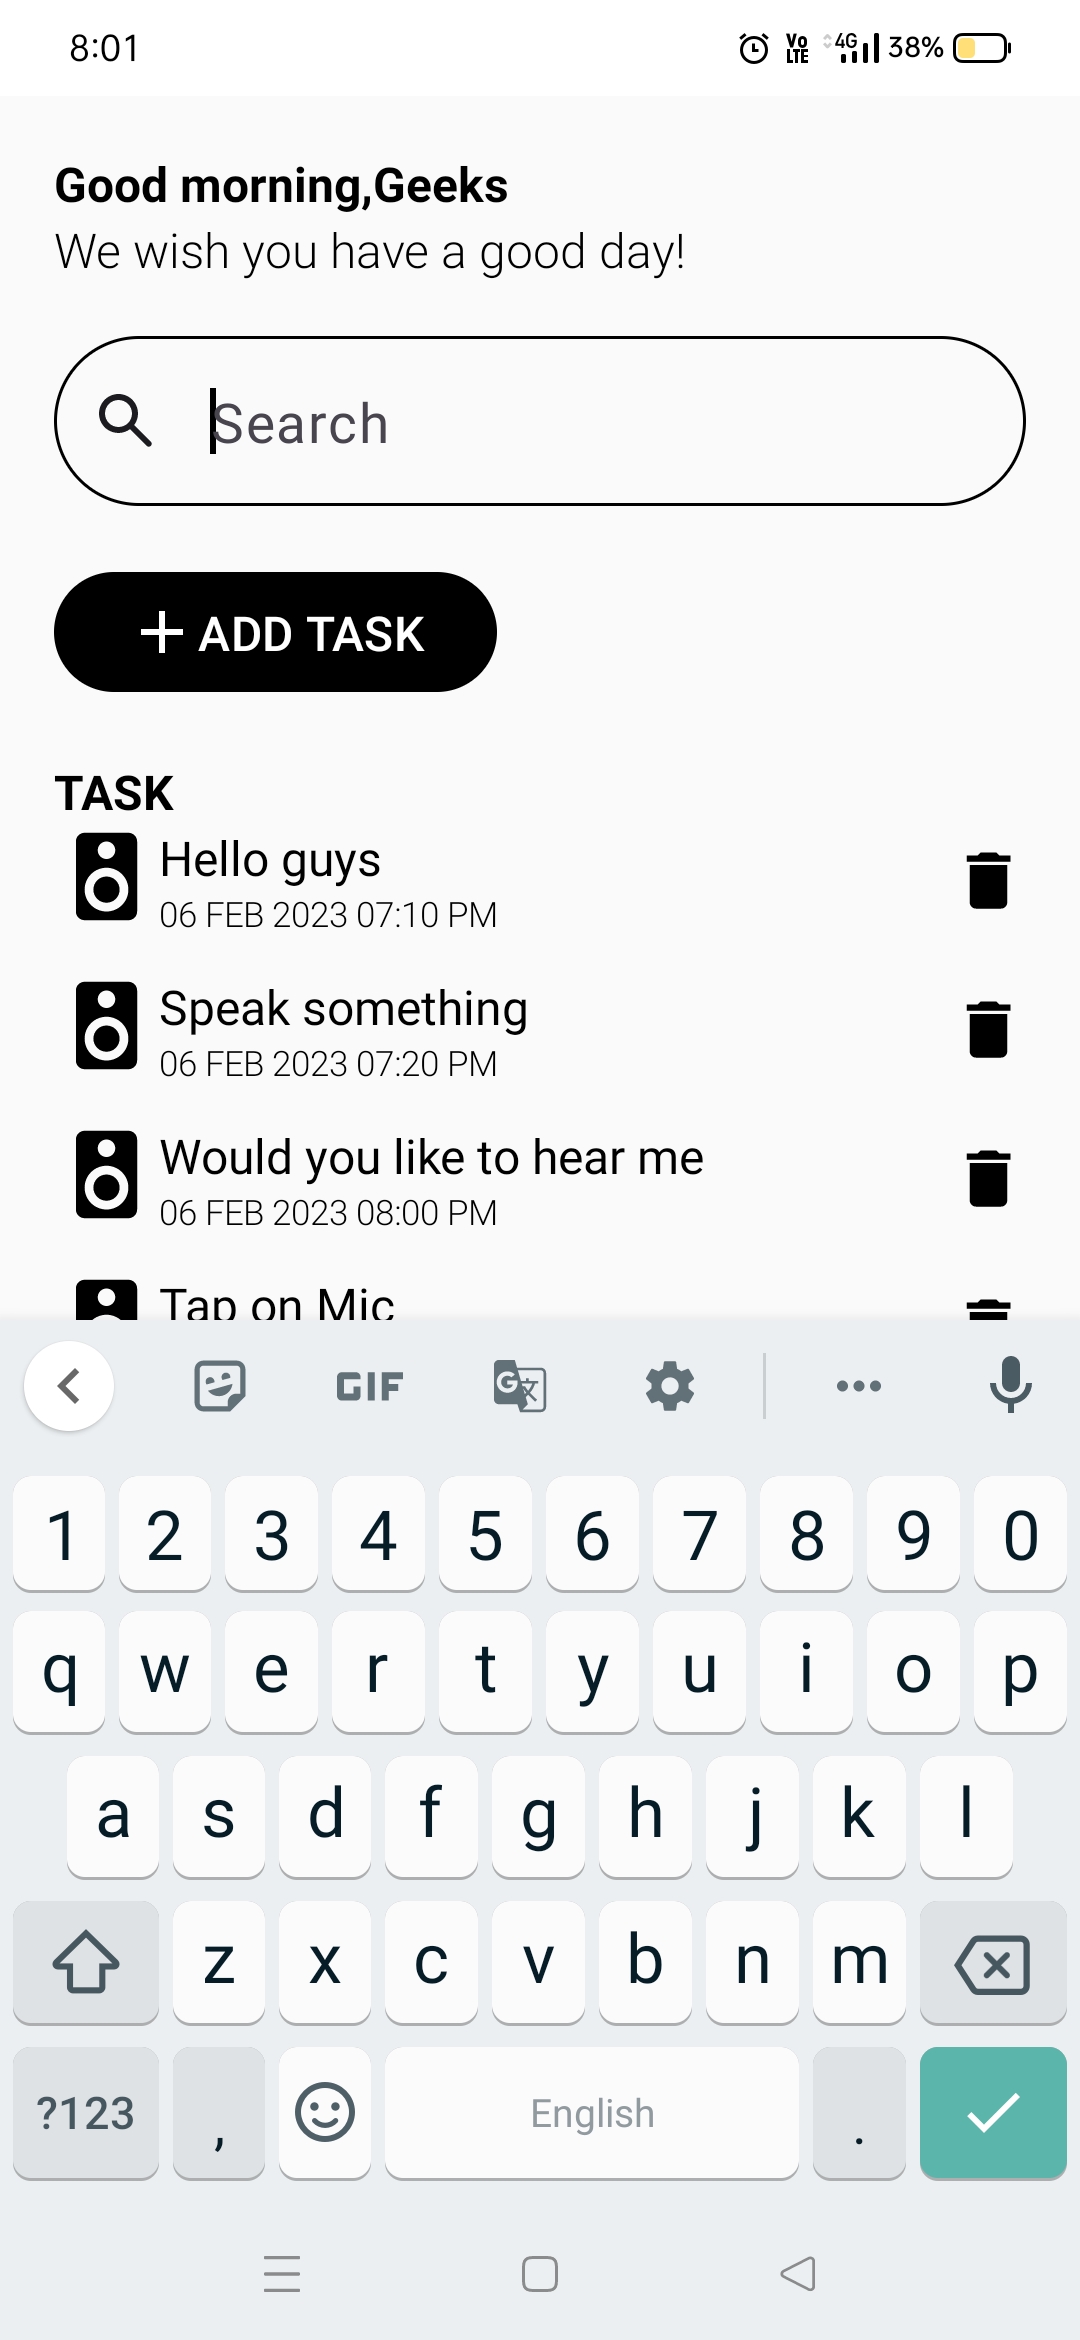 8:01
Vo LTE 4G 38%
Good morning,Geeks
We wish you have a good day!
Search
ADD TASK
TASK
Hello guys
06 FEB 2023 07:10 PM
Speak something
06 FEB 2023 07:20 PM
Would you like to hear me
06 FEB 2023 08:00 PM
Tap on Mic
GIF G 文
1 2 3 4 5 6 7 8 9 0
q w e r t y u i o p
a s d f g h j k l
z x c v b n m
?123 , English .